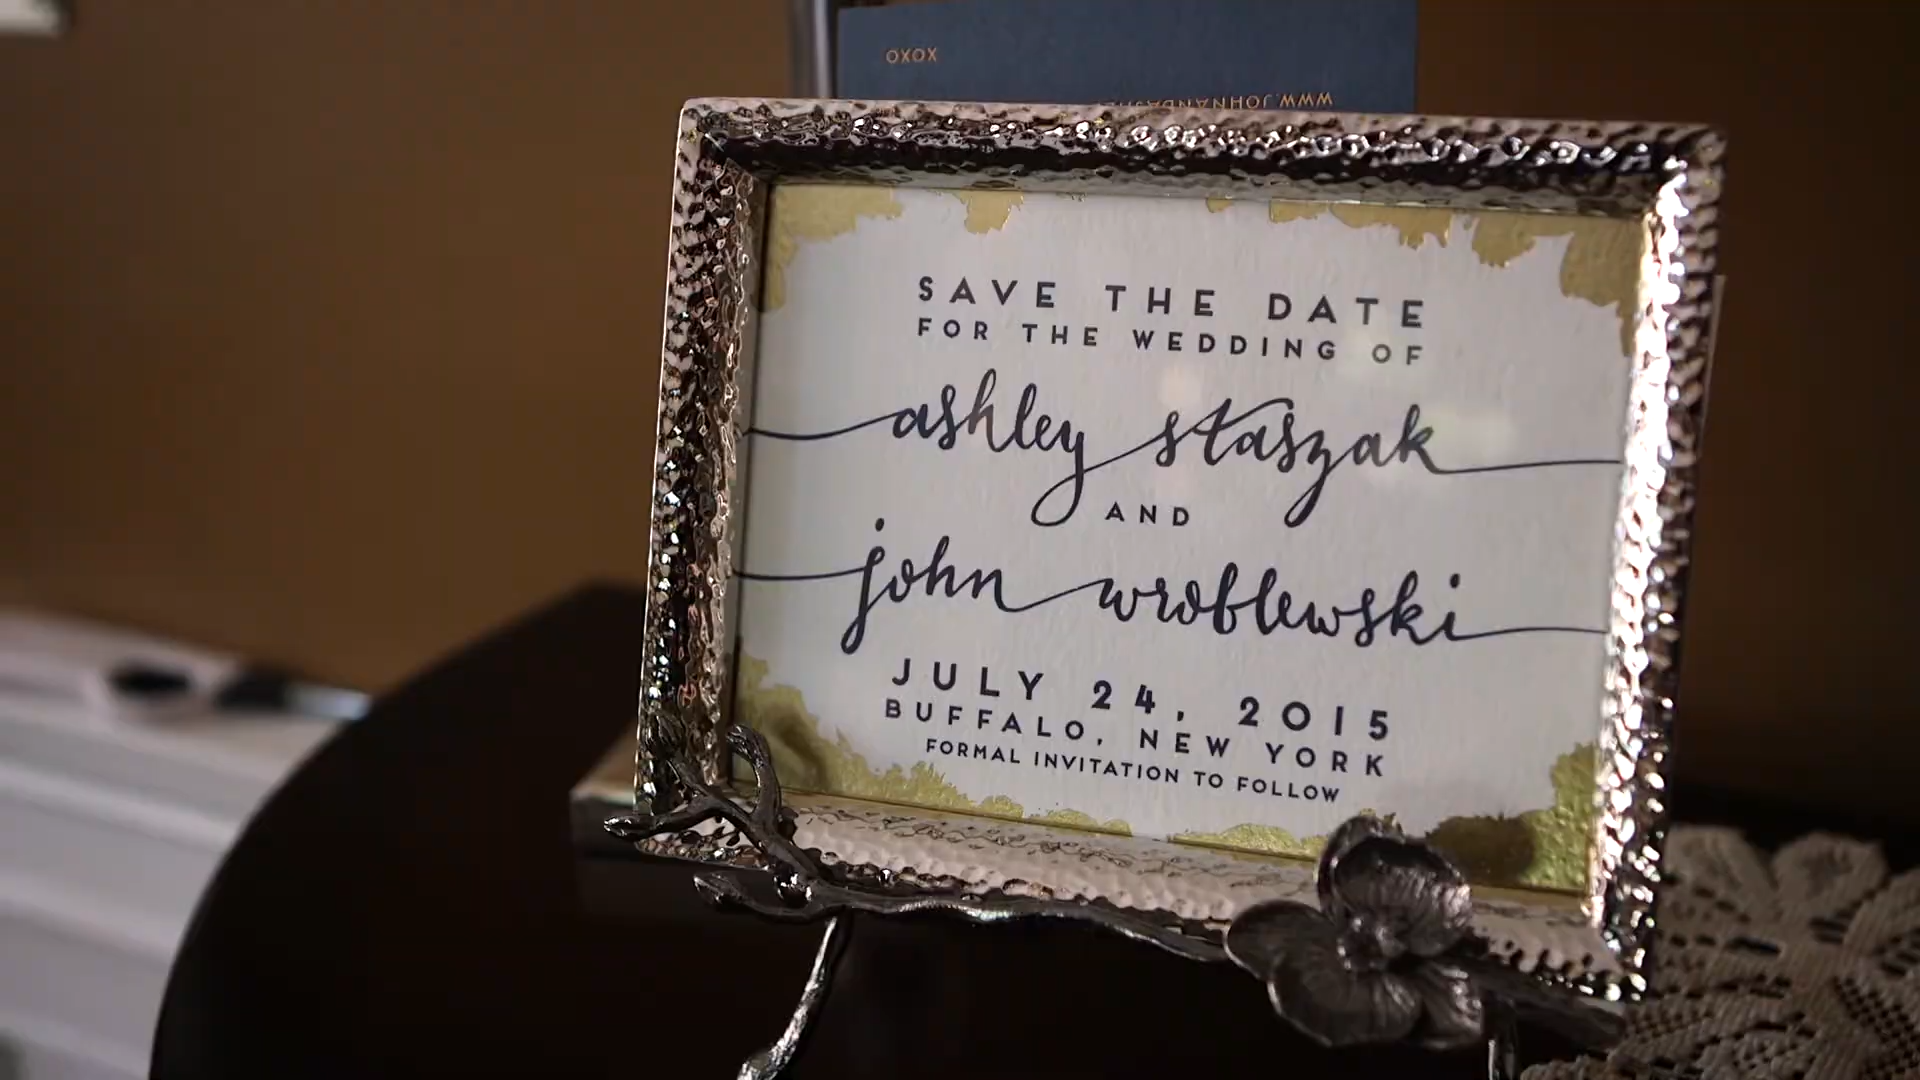 XOXO
SAVE THE DATE
FOR THE WEDDING OF
ashley staszak
AND
john wroblewski
JULY 24, 2015
BUFFALO, NEW YORK
FORMAL INVITATION TO FOLLOW